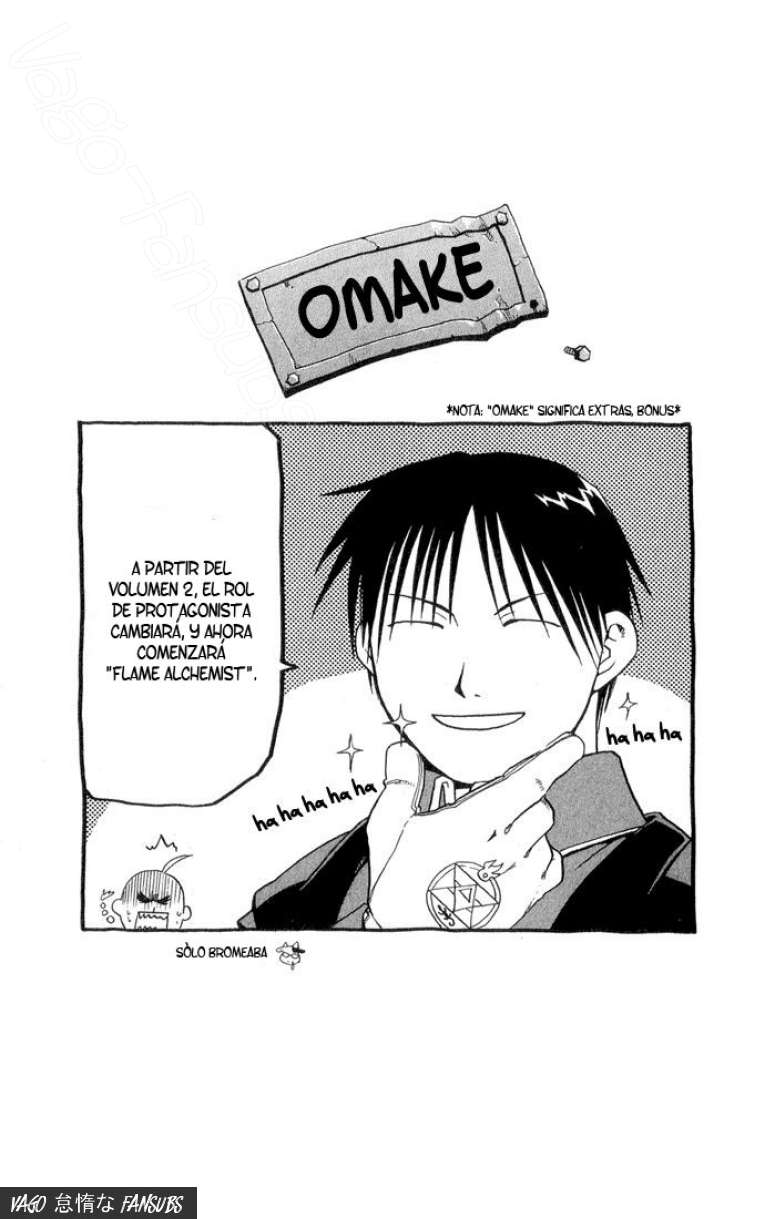 Vago-Fansubs
OMAKE
*NOTA: "OMAKE" SIGNIFICA EXTRAS, BONUS*
A PARTIR DEL
VOLUMEN 2, EL ROL
DE PROTAGONISTA
CAMBIARÁ, Y AHORA
COMENZARÁ
"FLAME ALCHEMIST".
ha ha ha
ha ha ha ha ha
SÒLO BROMEABA
VAGO 怠惰な FANSUBS